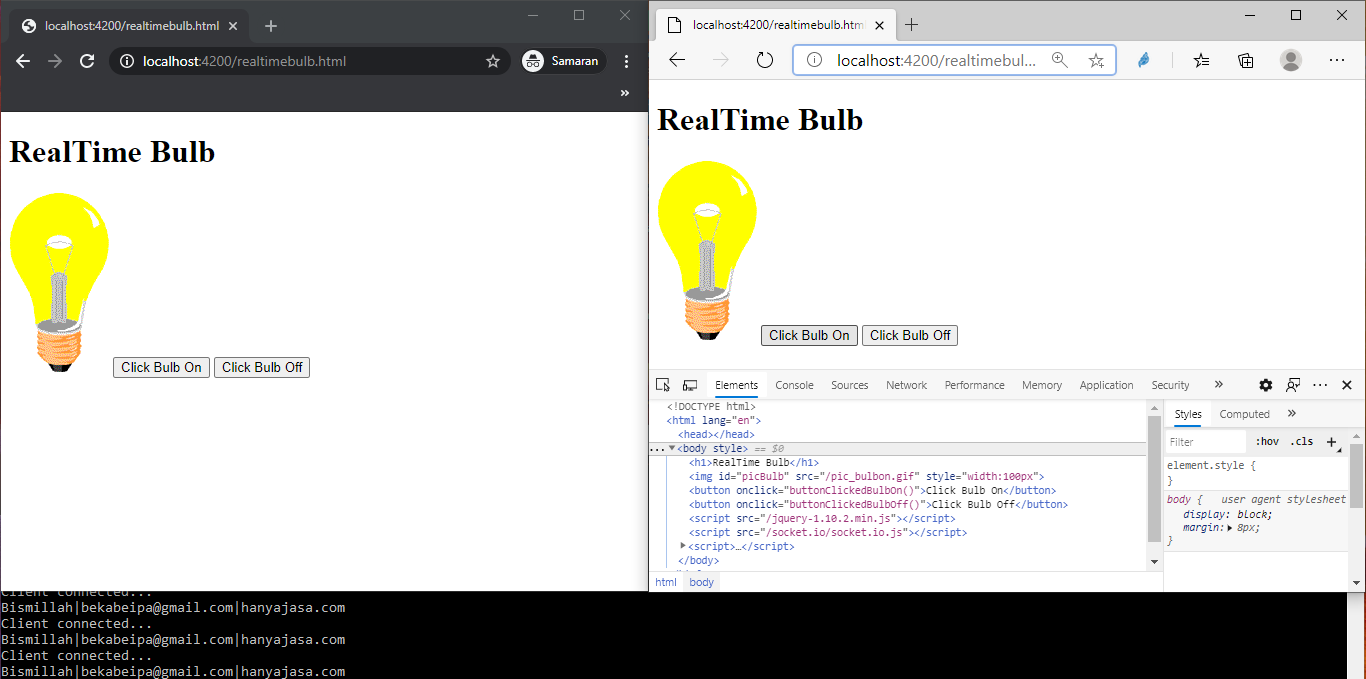 localhost:4200/realtimebulb.html
localhost:4200/realtimebulb.html
Samaran
»
RealTime Bulb
Click Bulb On Click Bulb Off
localhost:4200/realtimebulb.htm
localhost:4200/realtimebul...
RealTime Bulb
Click Bulb On Click Bulb Off
Elements Console Sources Network Performance Memory Application Security »
<!DOCTYPE html>
<html lang="en">
<head></head>
...▼<body style> == $0
<h1>RealTime Bulb</h1>
<img id="picBulb" src="/pic_bulbon.gif" style="width:100px">
<button onclick="buttonClickedBulbOn()">Click Bulb On</button>
<button onclick="buttonClickedBulbOff()">Click Bulb Off</button>
<script src="/jquery-1.10.2.min.js"></script>
<script src="/socket.io/socket.io.js"></script>
▶<script>…</script>
</body>
html body
Styles Computed »
Filter :hov .cls +
element.style {
}
body { user agent stylesheet
display: block;
margin:▶ 8px;
}
Client connected...
Bismillah|bekabeipa@gmail.com|hanyajasa.com
Client connected...
Bismillah|bekabeipa@gmail.com|hanyajasa.com
Client connected...
Bismillah|bekabeipa@gmail.com|hanyajasa.com